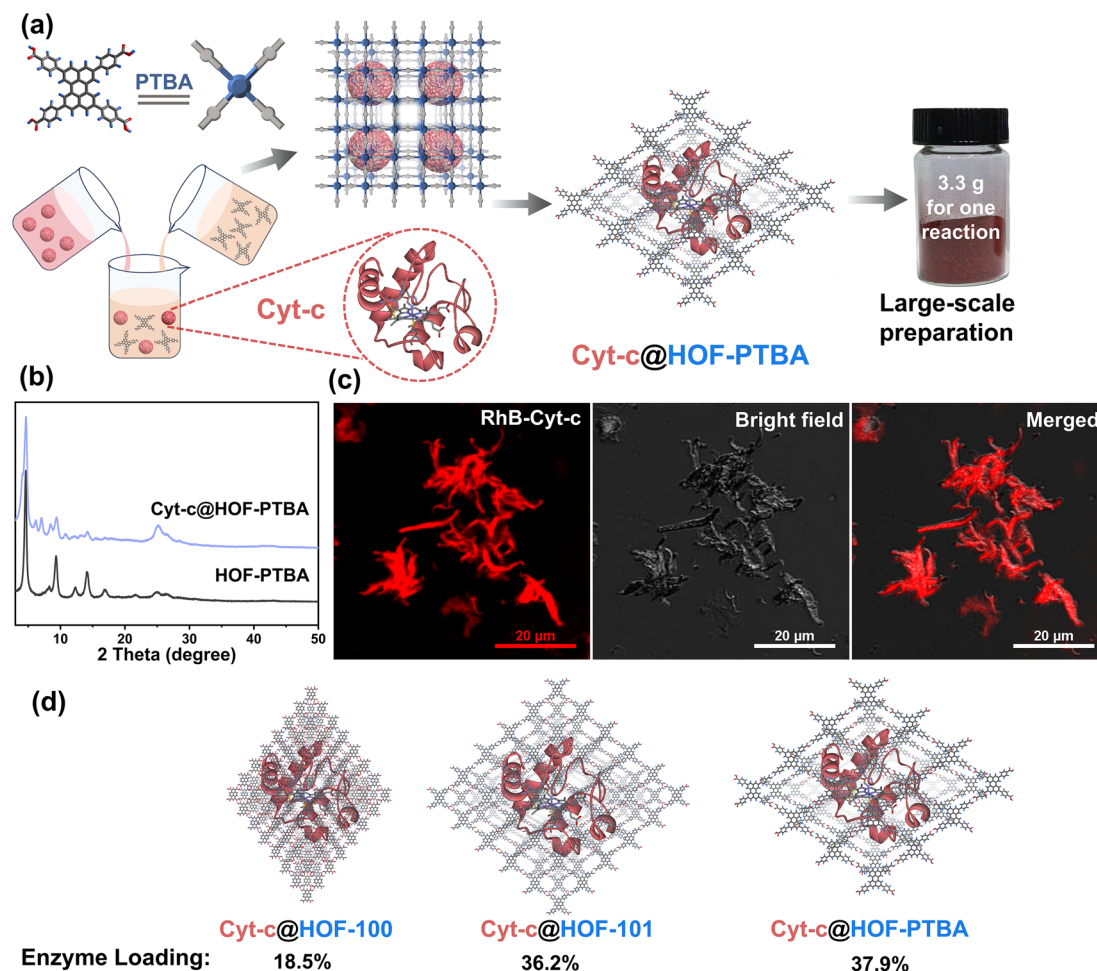 (a)
PTBA
Cyt-c
Cyt-c@HOF-PTBA
3.3 g
for one
reaction
Large-scale
preparation
(b)
Cyt-c@HOF-PTBA
HOF-PTBA
10 20 30 40 50
2 Theta (degree)
(c)
RhB-Cyt-c
20 μm
Bright field
20 μm
Merged
20 μm
(d)
Cyt-c@HOF-100
Cyt-c@HOF-101
Cyt-c@HOF-PTBA
Enzyme Loading:
18.5%
36.2%
37.9%